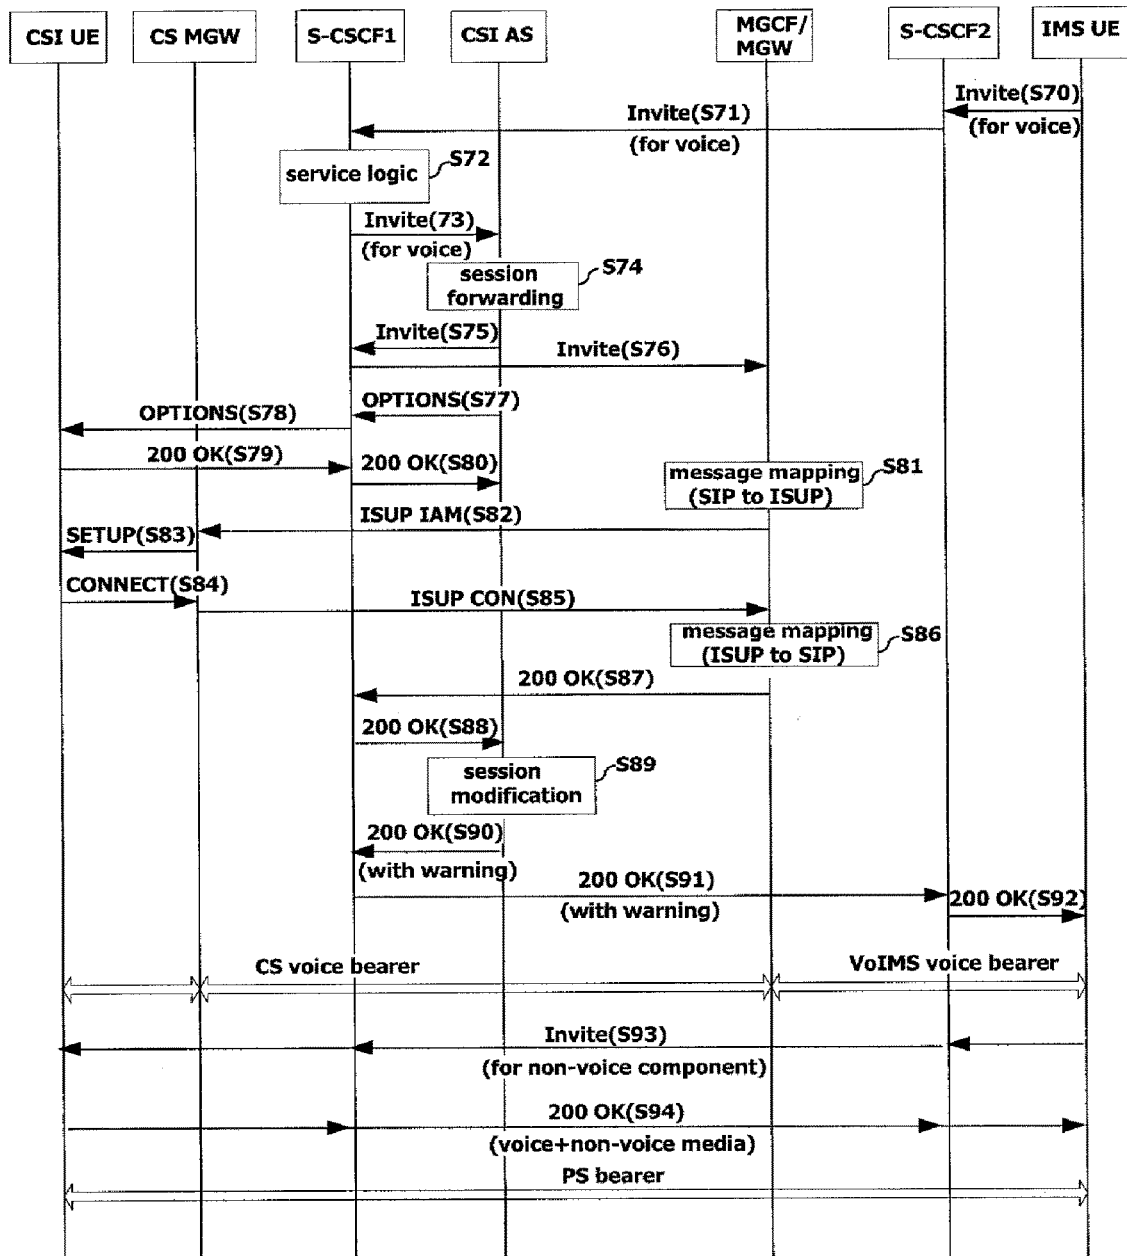 CSI UE
CS MGW
S-CSCF1
CSI AS
MGCF/
MGW
S-CSCF2
IMS UE
Invite(S70)
(for voice)
Invite(S71)
(for voice)
service logic
S72
Invite(73)
(for voice)
session
forwarding
S74
Invite(S75)
Invite(S76)
OPTIONS(S77)
OPTIONS(S78)
200 OK(S79)
200 OK(S80)
message mapping
(SIP to ISUP)
S81
ISUP IAM(S82)
SETUP(S83)
CONNECT(S84)
ISUP CON(S85)
message mapping
(ISUP to SIP)
S86
200 OK(S87)
200 OK(S88)
session
modification
S89
200 OK(S90)
(with warning)
200 OK(S91)
(with warning)
200 OK(S92)
CS voice bearer
VoIMS voice bearer
Invite(S93)
(for non-voice component)
200 OK(S94)
(voice+non-voice media)
PS bearer